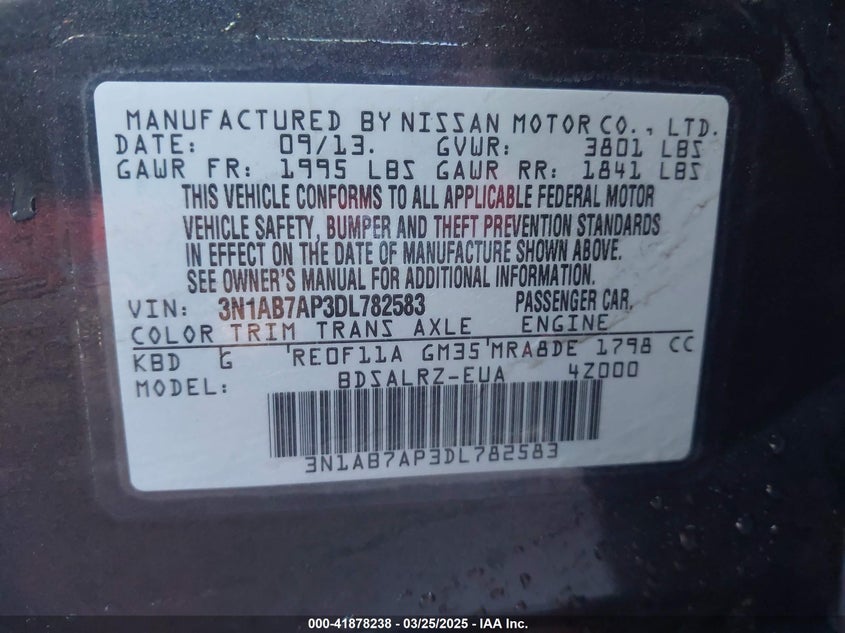 MANUFACTURED BY NISSAN MOTOR CO., LTD.
DATE: 09/13. GVWR: 3801 LBS
GAWR FR: 1995 LBS GAWR RR: 1841 LBS
THIS VEHICLE CONFORMS TO ALL APPLICABLE FEDERAL MOTOR
VEHICLE SAFETY, BUMPER AND THEFT PREVENTION STANDARDS
IN EFFECT ON THE DATE OF MANUFACTURE SHOWN ABOVE.
SEE OWNER'S MANUAL FOR ADDITIONAL INFORMATION.
VIN: 3N1AB7AP3DL782583 PASSENGER CAR.
COLOR TRIM TRANS AXLE ENGINE
KBD G RE0F11A GM35 MRA8DE 1798 CC
MODEL: BDSALRZ-EUA 4Z000
3N1AB7AP3DL782583
000-41878238 - 03/25/2025 - IAA Inc.